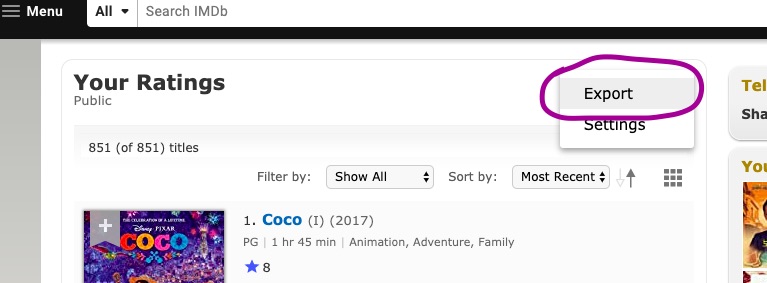 Menu
All
Search IMDb
Your Ratings
Public
Export
Settings
851 (of 851) titles
Filter by: Show All Sort by: Most Recent
1. Coco (I) (2017)
PG | 1 hr 45 min | Animation, Adventure, Family
8
THE CELEBRATION OF A LIFETIME
DISNEY PIXAR
COCO
Tel
Sha
You